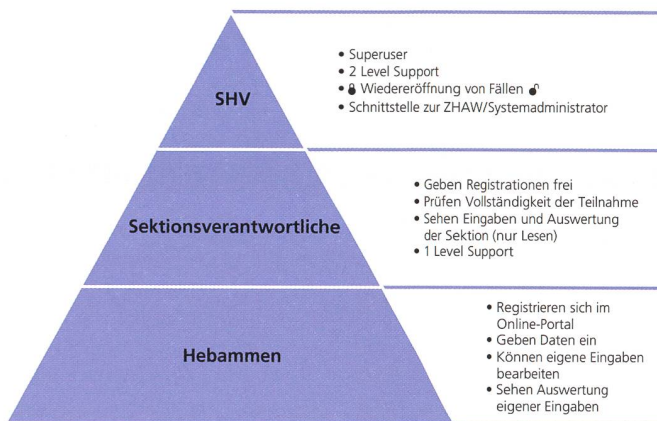 SHV
• Superuser
• 2 Level Support
• Wiedereröffnung von Fällen
• Schnittstelle zur ZHAW/Systemadministrator
Sektionsverantwortliche
• Geben Registrationen frei
• Prüfen Vollständigkeit der Teilnahme
• Sehen Eingaben und Auswertung
der Sektion (nur Lesen)
• 1 Level Support
Hebammen
• Registrieren sich im
Online-Portal
• Geben Daten ein
• Können eigene Eingaben
bearbeiten
• Sehen Auswertung
eigener Eingaben